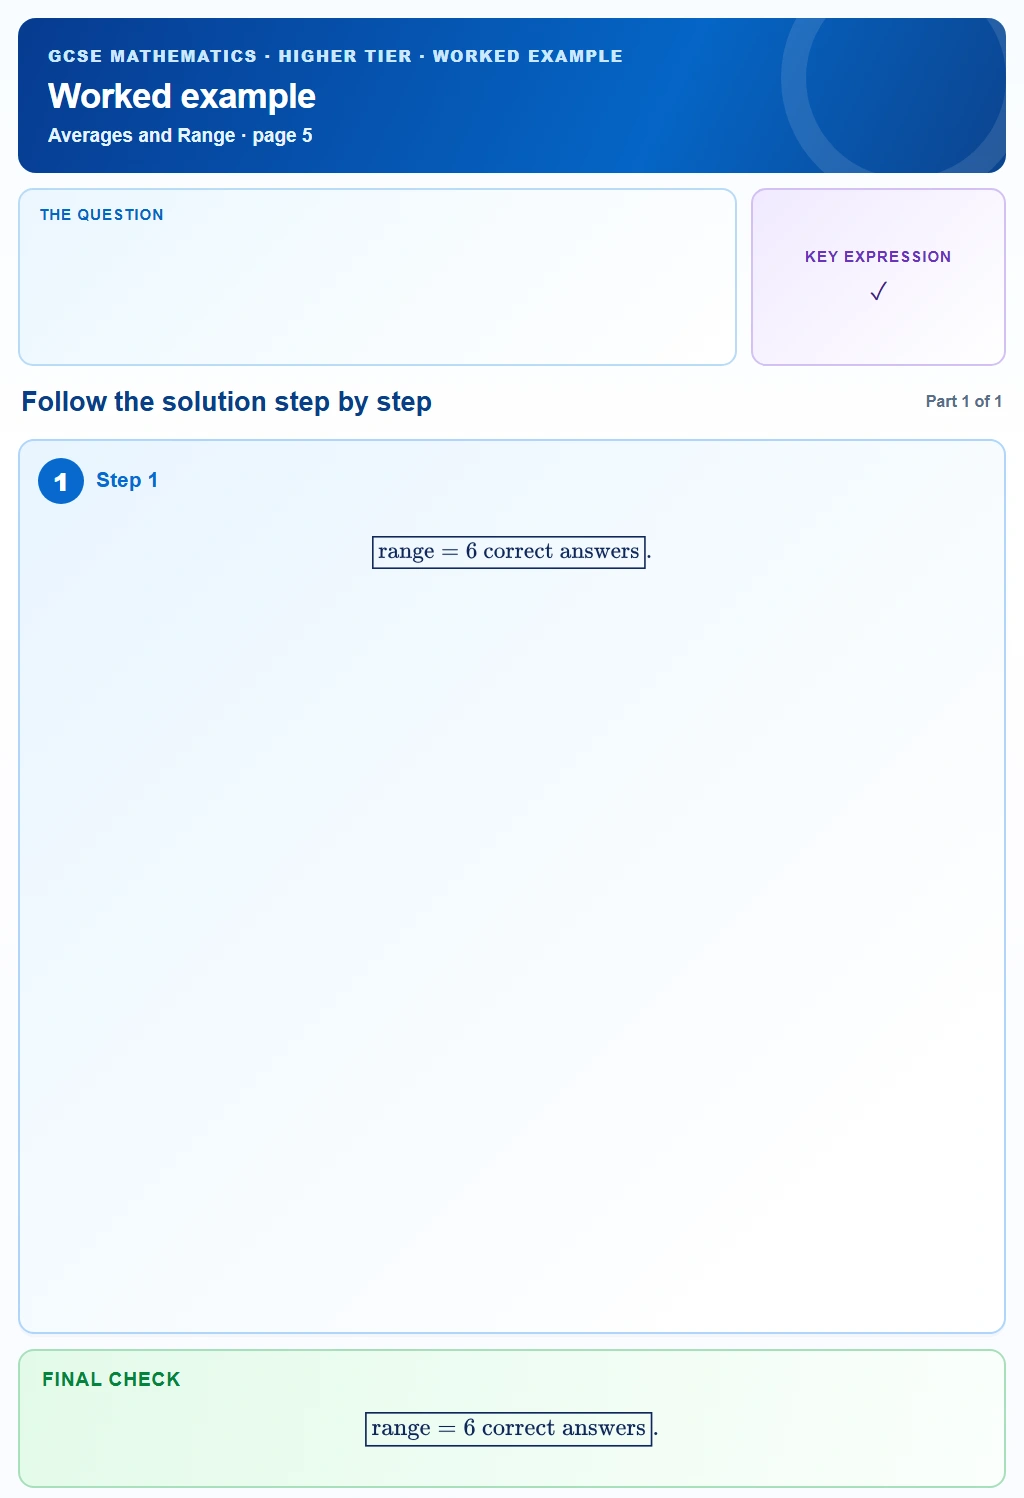 GCSE MATHEMATICS · HIGHER TIER · WORKED EXAMPLE
Worked example
Averages and Range · page 5
THE QUESTION
KEY EXPRESSION
✓
Follow the solution step by step
Part 1 of 1
1 Step 1
range = 6 correct answers.
FINAL CHECK
range = 6 correct answers.